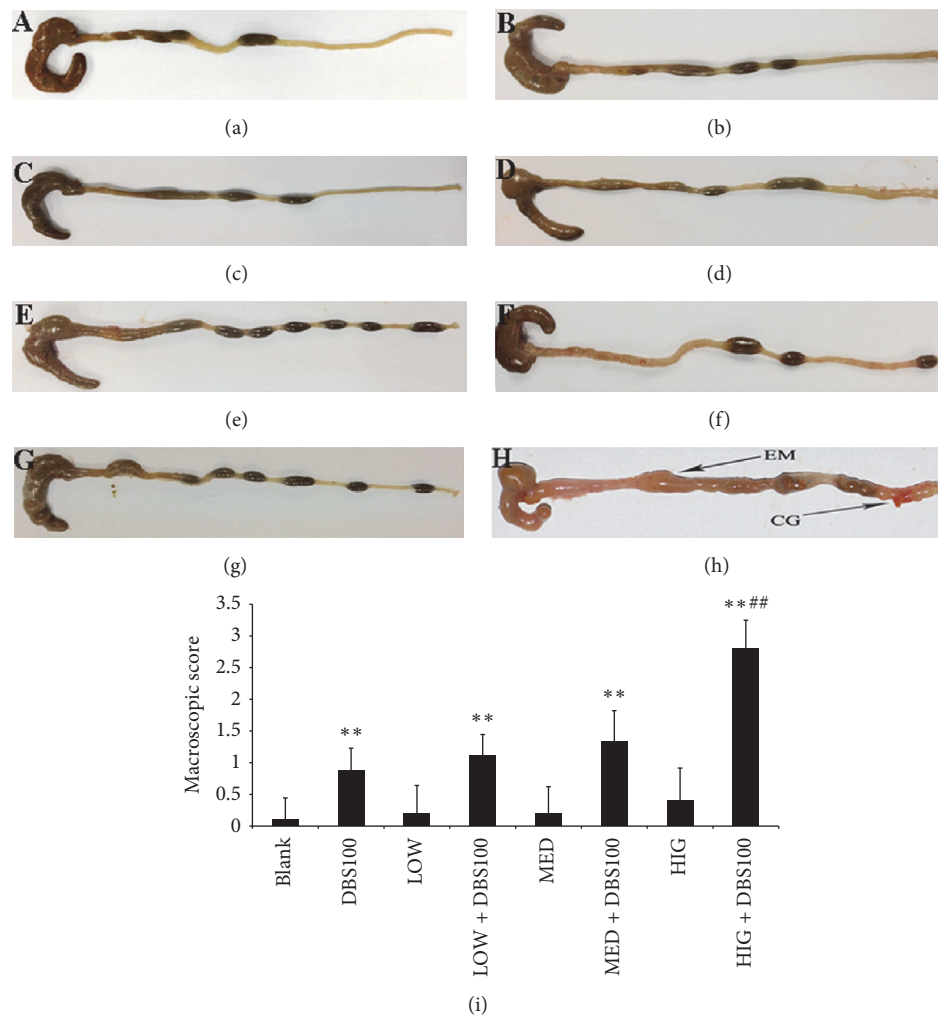 A
B
(a)
(b)
C
D
(c)
(d)
E
F
(e)
(f)
G
H
EM
CG
(g)
(h)
Macroscopic score
3.5
3
2.5
2
1.5
1
0.5
0
**
**
**
**##
Blank
DBS100
LOW
LOW + DBS100
MED
MED + DBS100
HIG
HIG + DBS100
(i)